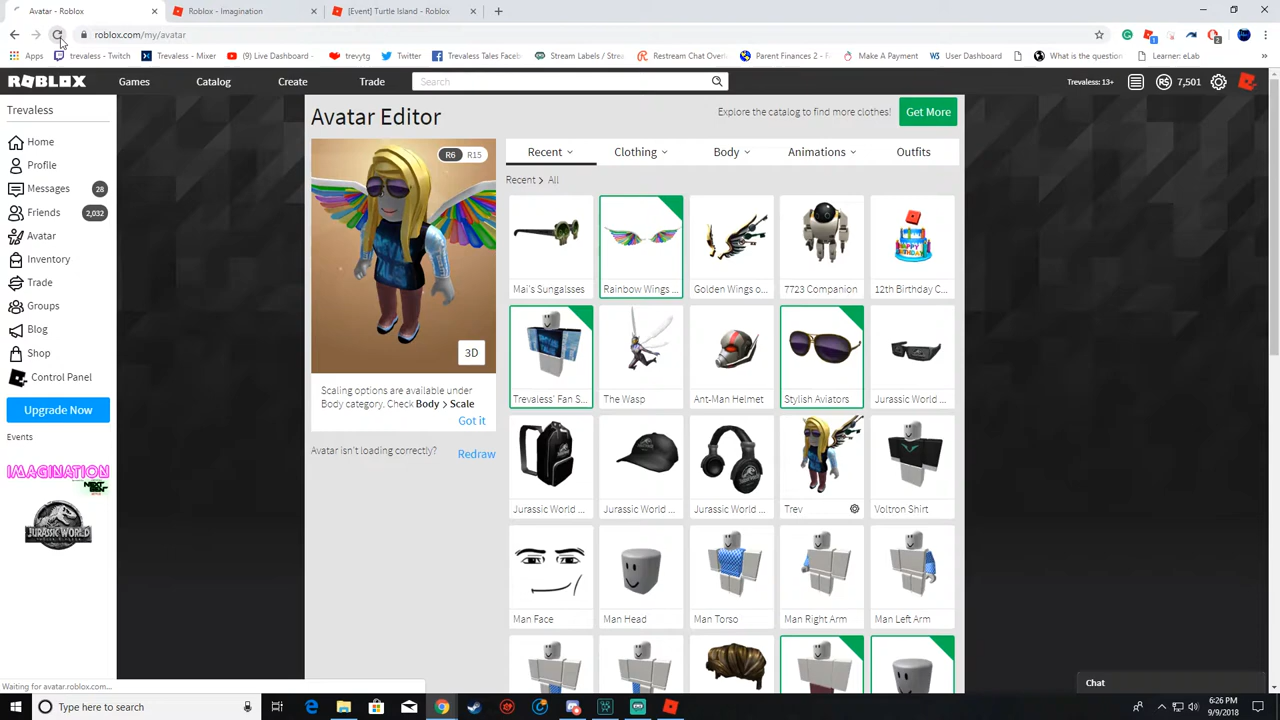 Avatar - Roblox
Roblox - Imagination
[Event] Turtle Island - Roblox
roblox.com/my/avatar
Apps
trevaless - Twitch
Trevaless - Mixer
(1) Live Dashboard -
trevytg
Twitter
Trevaless Tales Facebook
Stream Labels / Stre
Restream Chat Over
Parent Finances 2 - F
Make A Payment
User Dashboard
What is the question
Learner: eLab
ROBLOX
Games
Catalog
Create
Trade
Search
Trevaless: 13+
7,501
Trevaless
Home
Profile
Messages 28
Friends 2,032
Avatar
Inventory
Trade
Groups
Blog
Shop
Control Panel
Upgrade Now
Events
IMAGINATION
JURASSIC WORLD
Avatar Editor
Explore the catalog to find more clothes!
Get More
R6 R15
3D
Scaling options are available under
Body category. Check Body > Scale
Got it
Avatar isn't loading correctly?
Redraw
Recent
Clothing
Body
Animations
Outfits
Recent > All
Mai's Sungalsses
Rainbow Wings ...
Golden Wings o...
7723 Companion
12th Birthday C...
Trevaless' Fan S...
The Wasp
Ant-Man Helmet
Stylish Aviators
Jurassic World ...
Jurassic World ...
Jurassic World ...
Jurassic World ...
Trev
Voltron Shirt
Man Face
Man Head
Man Torso
Man Right Arm
Man Left Arm
Waiting for avatar.roblox.com...
Chat
Type here to search
6:26 PM
9/9/2018